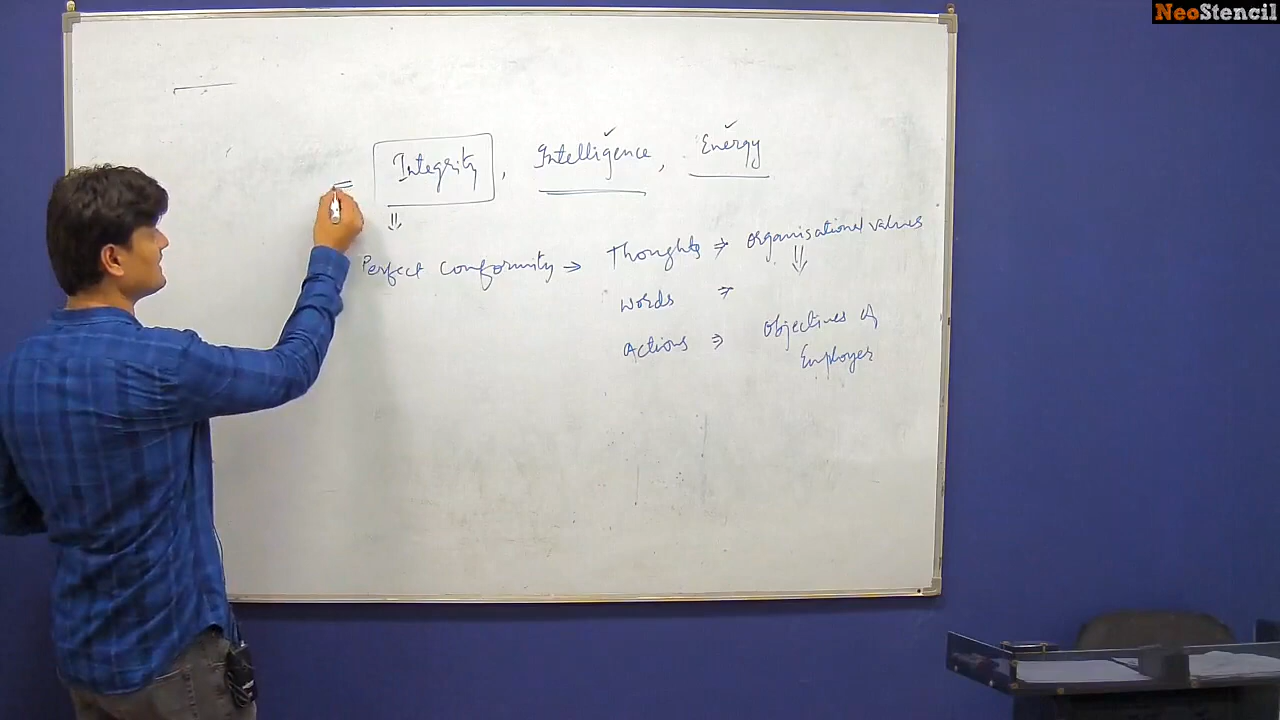 NeoStencil
Integrity, Intelligence, Energy
Perfect conformity → Thoughts ⇒ organisational values
words ⇒
Actions ⇒ objectives of
Employer